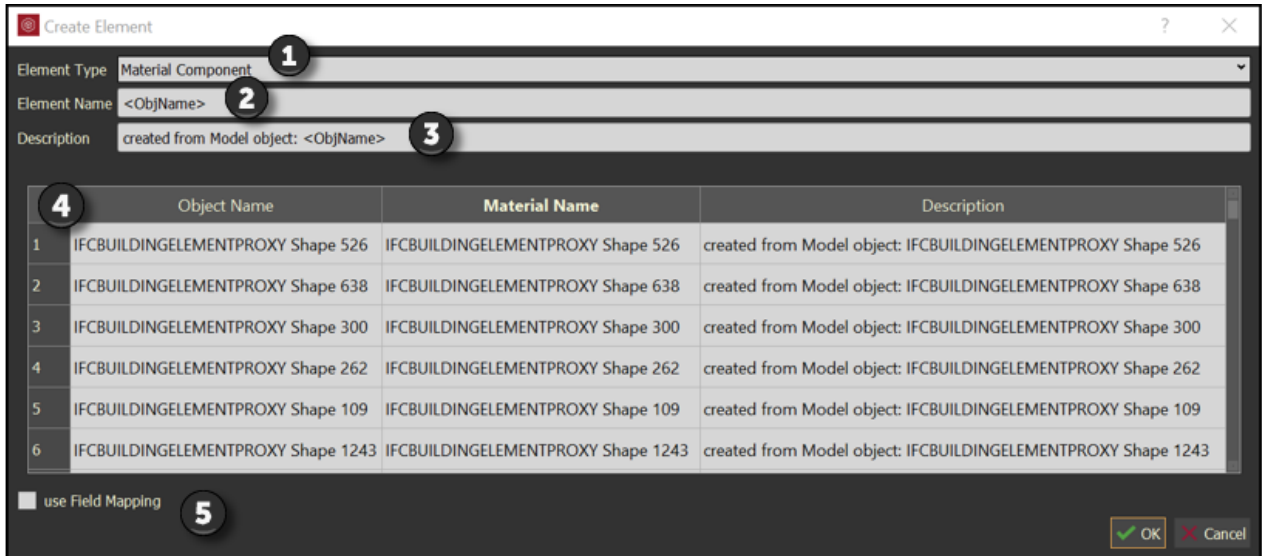 Create Element ? ×
1
Element Type Material Component
2
Element Name <ObjName>
3
Description created from Model object: <ObjName>
4 Object Name Material Name Description
1 IFCBUILDINGELEMENTPROXY Shape 526 IFCBUILDINGELEMENTPROXY Shape 526 created from Model object: IFCBUILDINGELEMENTPROXY Shape 526
2 IFCBUILDINGELEMENTPROXY Shape 638 IFCBUILDINGELEMENTPROXY Shape 638 created from Model object: IFCBUILDINGELEMENTPROXY Shape 638
3 IFCBUILDINGELEMENTPROXY Shape 300 IFCBUILDINGELEMENTPROXY Shape 300 created from Model object: IFCBUILDINGELEMENTPROXY Shape 300
4 IFCBUILDINGELEMENTPROXY Shape 262 IFCBUILDINGELEMENTPROXY Shape 262 created from Model object: IFCBUILDINGELEMENTPROXY Shape 262
5 IFCBUILDINGELEMENTPROXY Shape 109 IFCBUILDINGELEMENTPROXY Shape 109 created from Model object: IFCBUILDINGELEMENTPROXY Shape 109
6 IFCBUILDINGELEMENTPROXY Shape 1243 IFCBUILDINGELEMENTPROXY Shape 1243 created from Model object: IFCBUILDINGELEMENTPROXY Shape 1243
use Field Mapping
5
OK Cancel